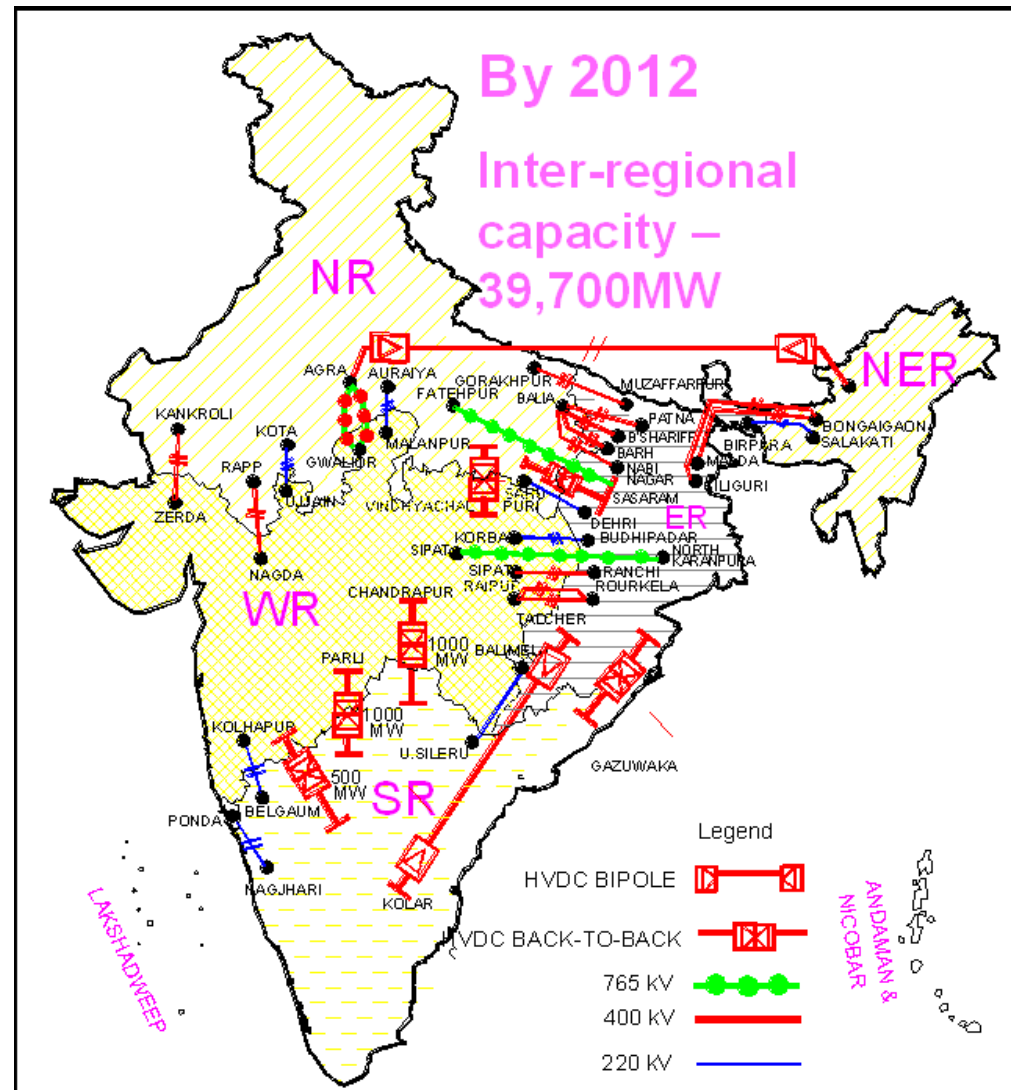 By 2012
Inter-regional
capacity –
39,700MW
NR
NER
AGRA
AURAIYA
GORAKHPUR
MUZAFFARPUR
FATEHPUR
BALIA
KANKROLI
PATNA
KOTA
MALANPUR
B'SHARIFF
BONGAIGAON
BIRPARA
SALAKATI
RAPP
GWALIOR
BARH
NABI
NAGAR
UJJAIN
VINDHYACHAL
SASARAM
ER
ZERDA
DEHRI
KORBA
BUDHIPADAR
SIPAT
NORTH
KARANPURA
NAGDA
SIPAT
RANCHI
RAIPUR
ROURKELA
WR
CHANDRAPUR
TALCHER
1000
MW
BALIMELA
PARLI
1000
MW
KOLHAPUR
U.SILERU
GAZUWAKA
500
MW
SR
BELGAUM
PONDA
NAGJHARI
KOLAR
LAKSHADWEEP
Legend
HVDC BIPOLE
HVDC BACK-TO-BACK
765 KV
400 KV
220 KV
ANDAMAN &
NICOBAR